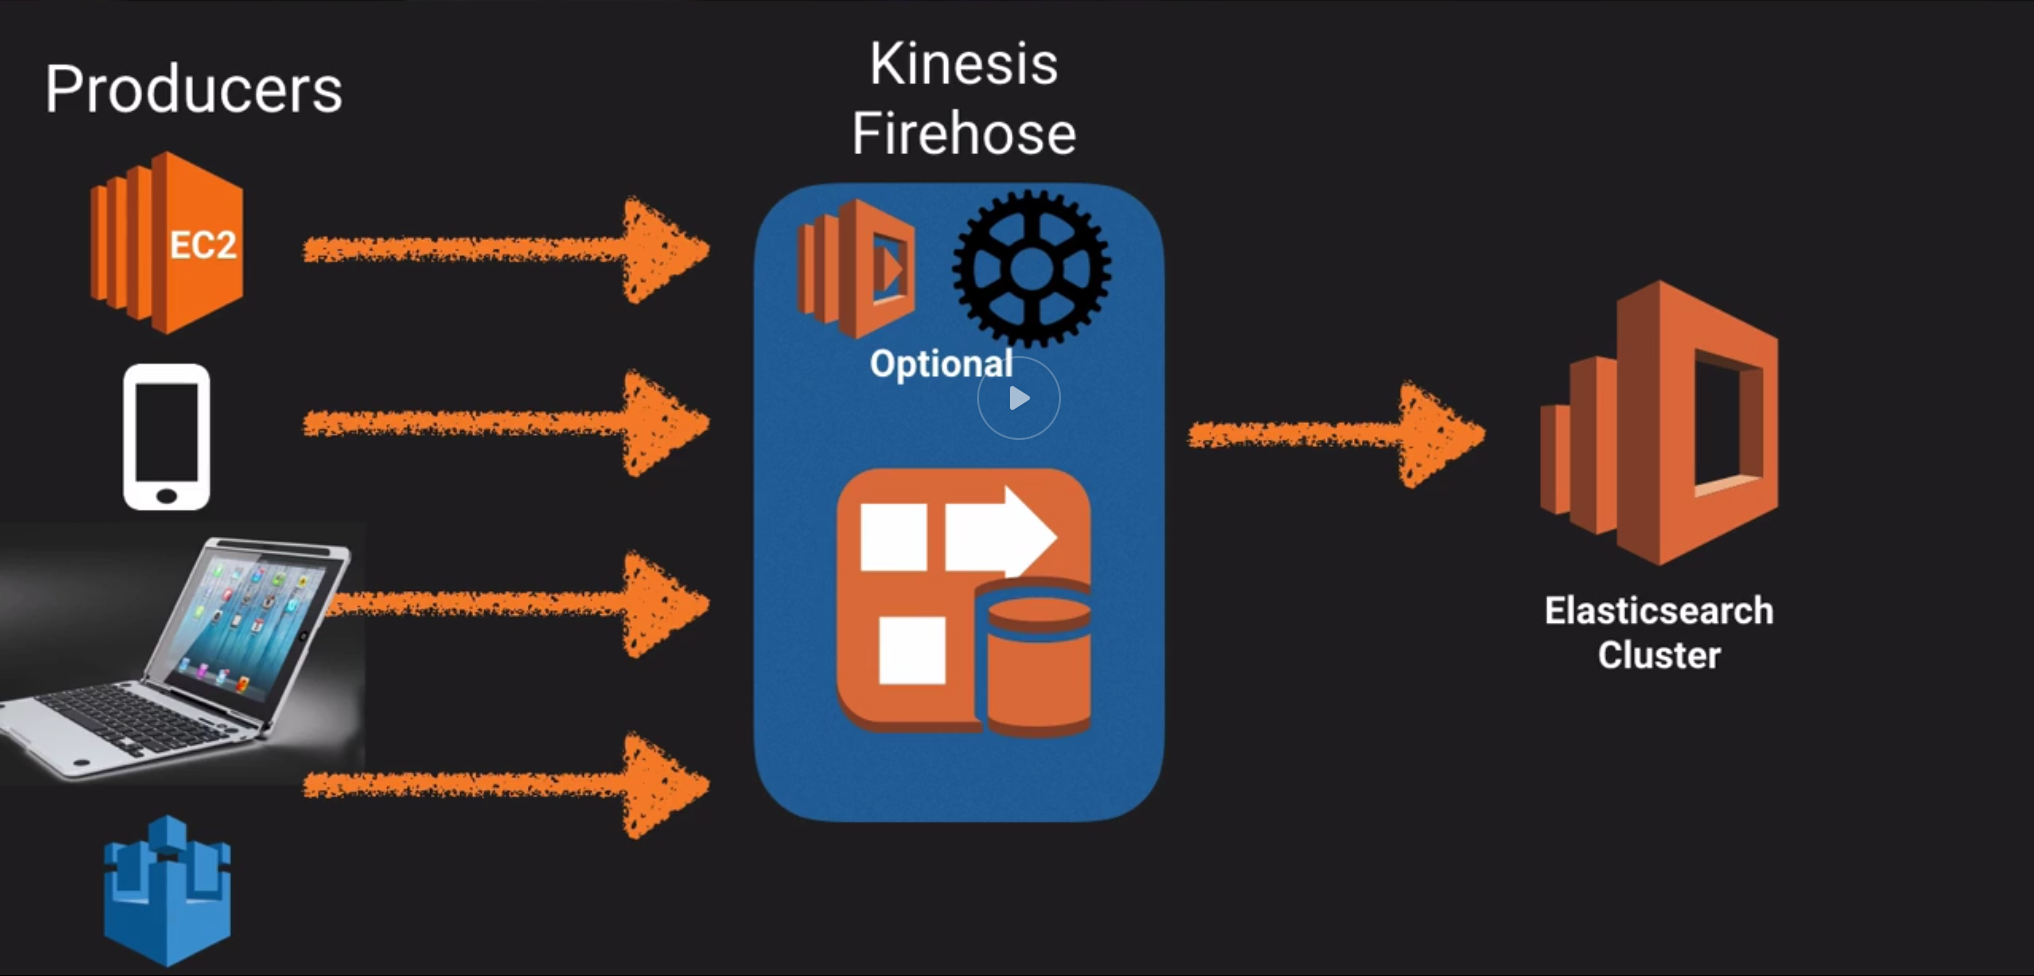 Producers
Kinesis
Firehose
EC2
Optional
Elasticsearch
Cluster